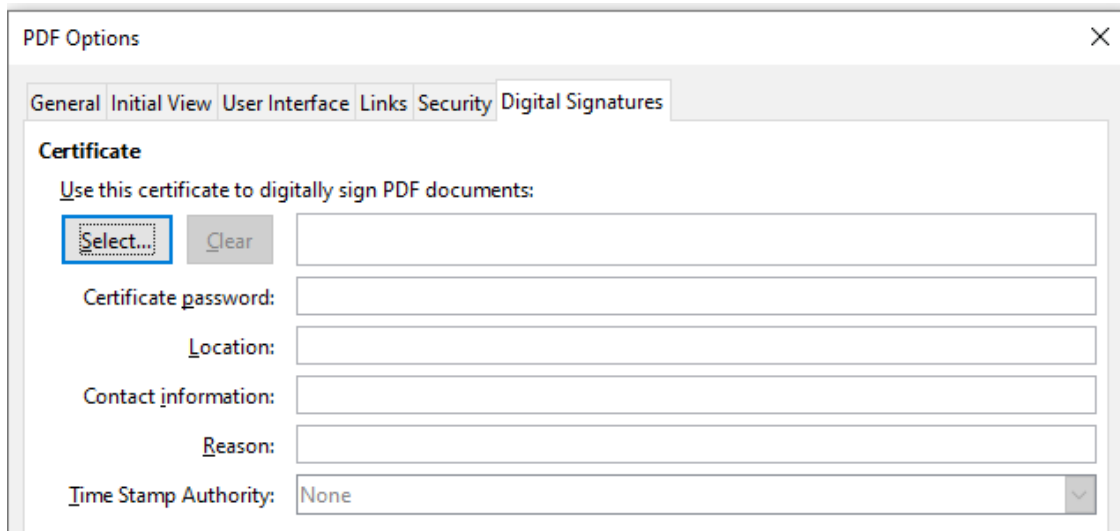 PDF Options
General Initial View User Interface Links Security Digital Signatures
Certificate
Use this certificate to digitally sign PDF documents:
Select... Clear
Certificate password:
Location:
Contact information:
Reason:
Time Stamp Authority: None